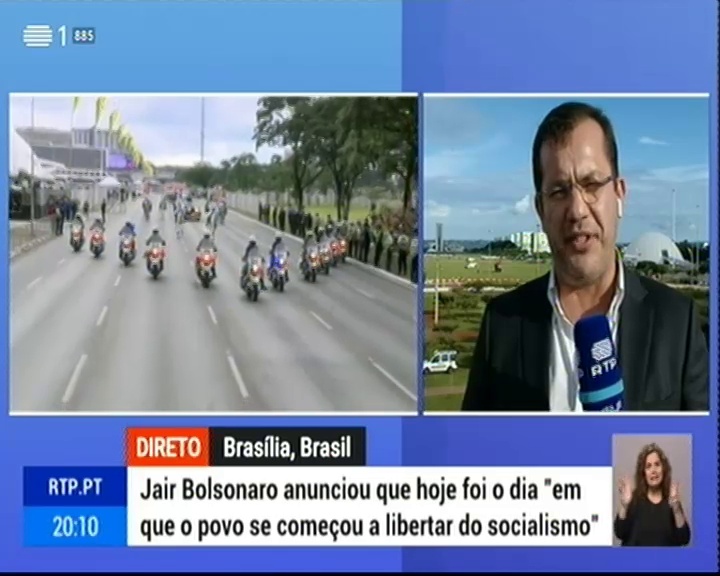 1 885
RTP
DIRETO Brasília, Brasil
RTP.PT
20:10
Jair Bolsonaro anunciou que hoje foi o dia "em
que o povo se começou a libertar do socialismo"